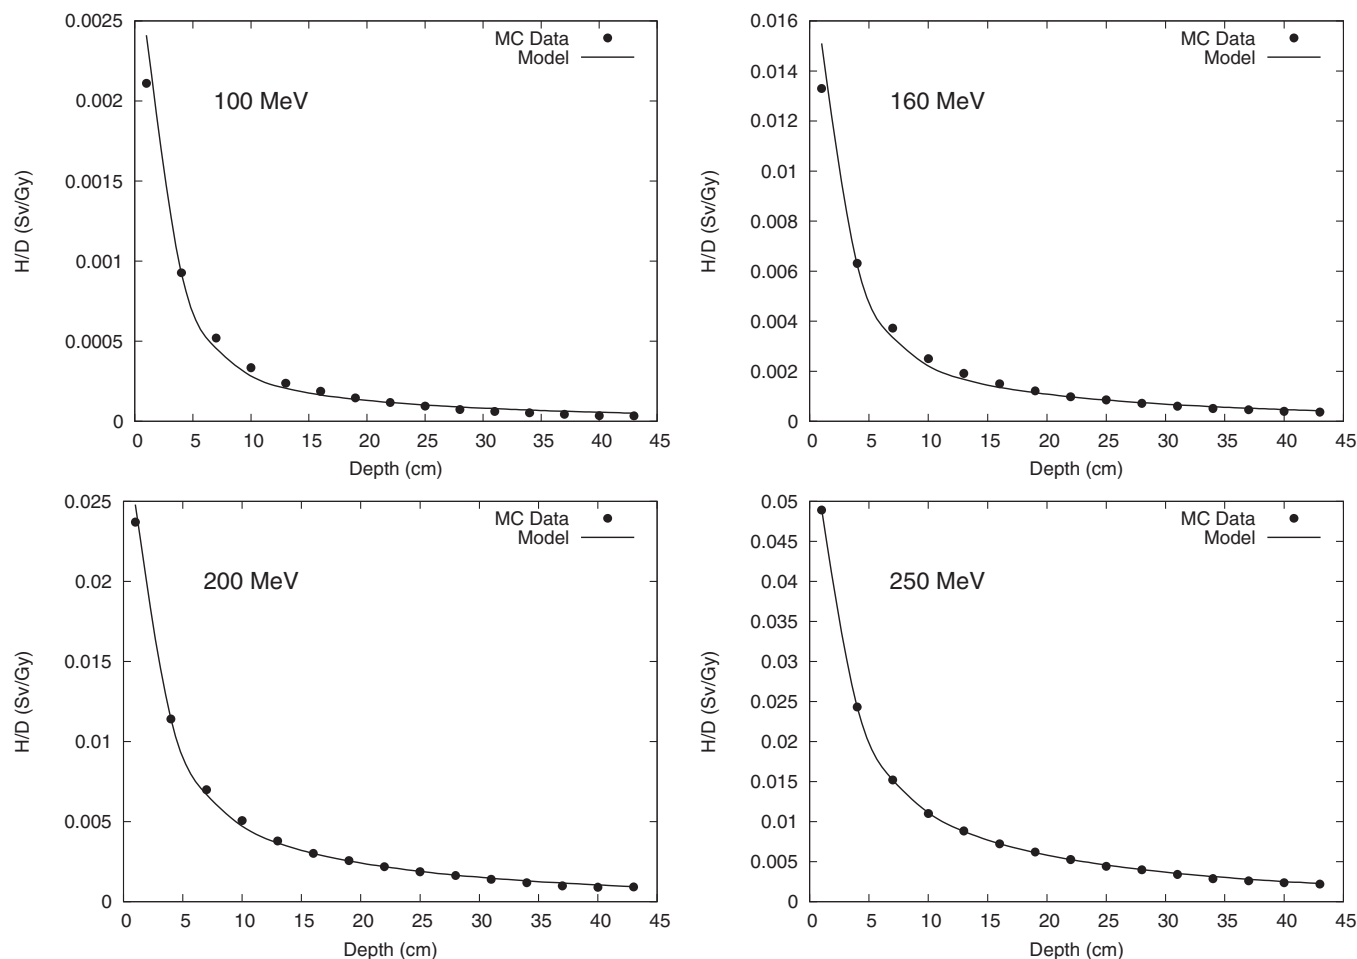 0.0025
0.002
0.0015
0.001
0.0005
0
0 5 10 15 20 25 30 35 40 45
H/D (Sv/Gy)
Depth (cm)
100 MeV
MC Data
Model
0.016
0.014
0.012
0.01
0.008
0.006
0.004
0.002
0
0 5 10 15 20 25 30 35 40 45
H/D (Sv/Gy)
Depth (cm)
160 MeV
MC Data
Model
0.025
0.02
0.015
0.01
0.005
0
0 5 10 15 20 25 30 35 40 45
H/D (Sv/Gy)
Depth (cm)
200 MeV
MC Data
Model
0.05
0.045
0.04
0.035
0.03
0.025
0.02
0.015
0.01
0.005
0
0 5 10 15 20 25 30 35 40 45
H/D (Sv/Gy)
Depth (cm)
250 MeV
MC Data
Model